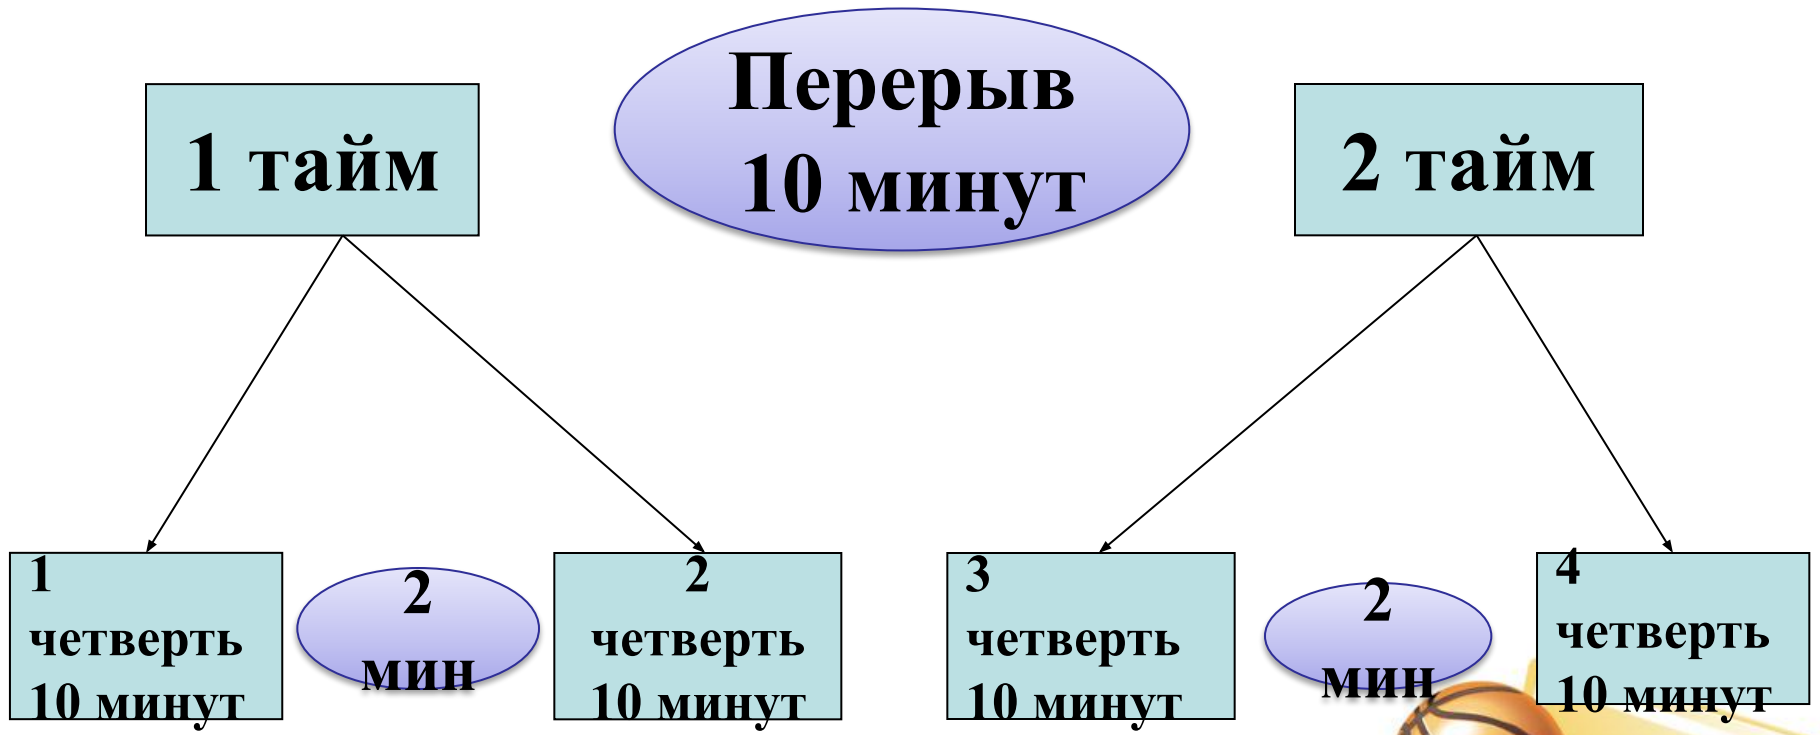 1 тайм
Перерыв
10 минут
2 тайм
1
четверть
10 минут
2
мин
2
четверть
10 минут
3
четверть
10 минут
2
мин
4
четверть
10 минут